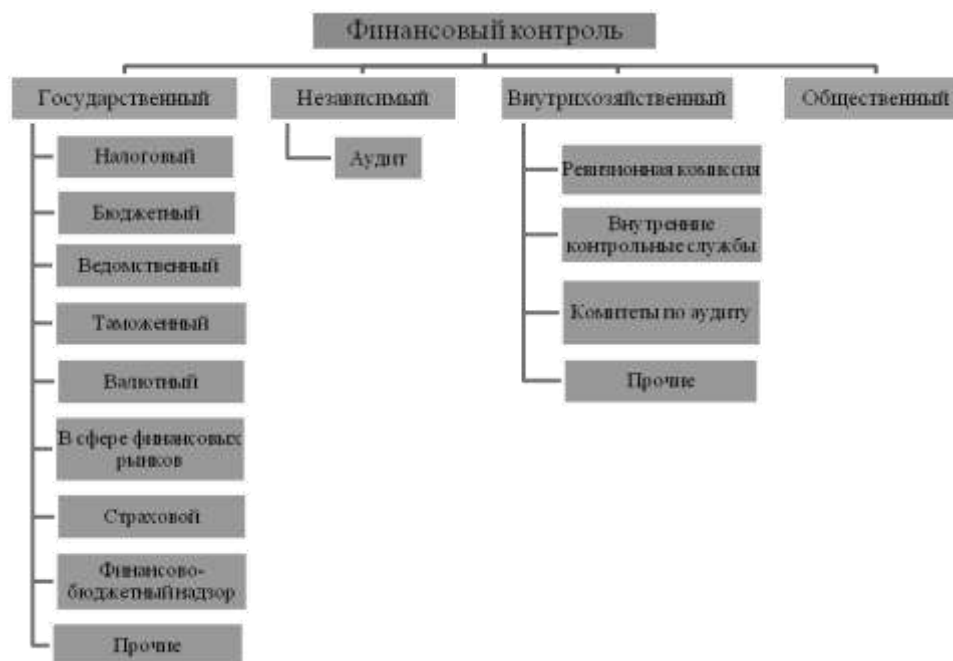 Финансовый контроль
Государственный
Независимый
Внутрихозяйственный
Общественный
Налоговый
Бюджетный
Ведомственный
Таможенный
Валютный
В сфере финансовых
рынков
Страховой
Финансово-
бюджетный надзор
Прочие
Аудит
Ревизионная комиссия
Внутренние
контрольные службы
Комитеты по аудиту
Прочие